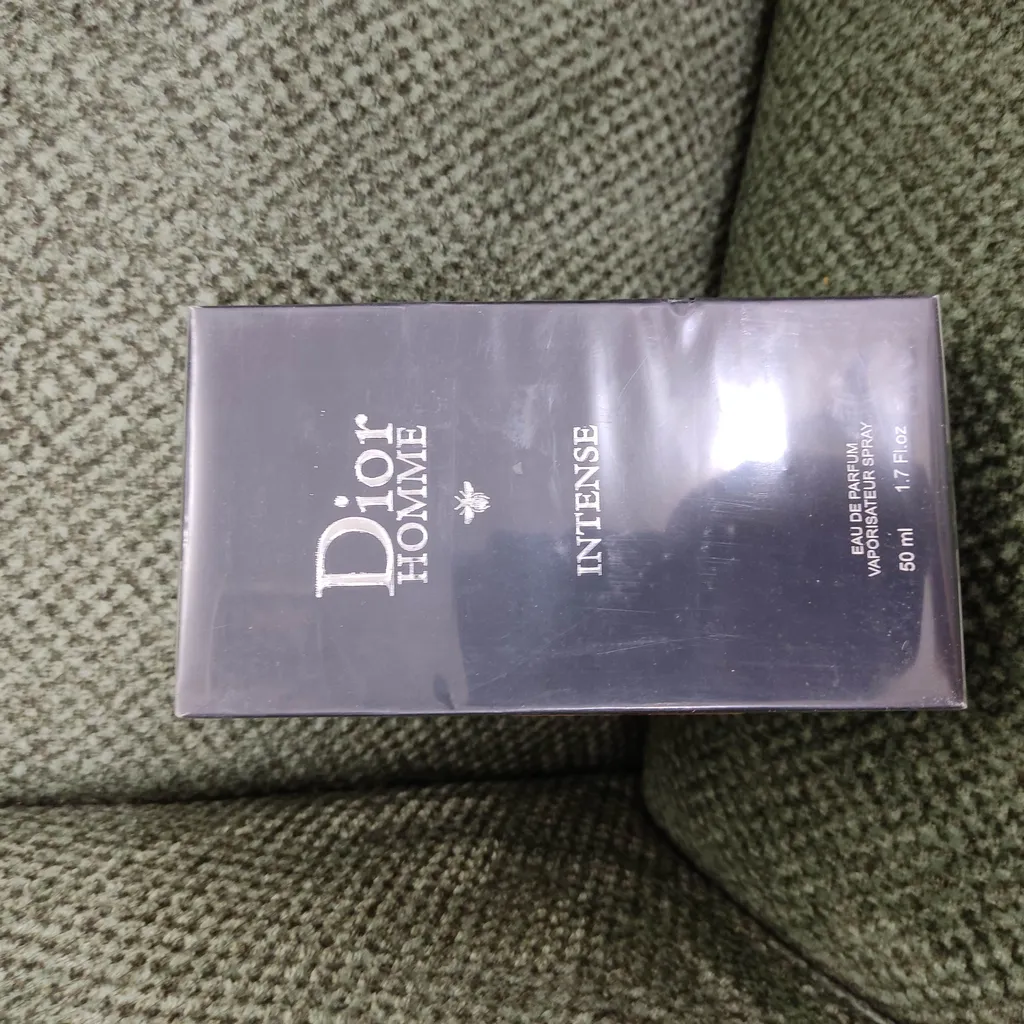 Dior
HOMME
INTENSE
EAU DE PARFUM
VAPORISATEUR SPRAY
50 ml 1.7 Fl.oz